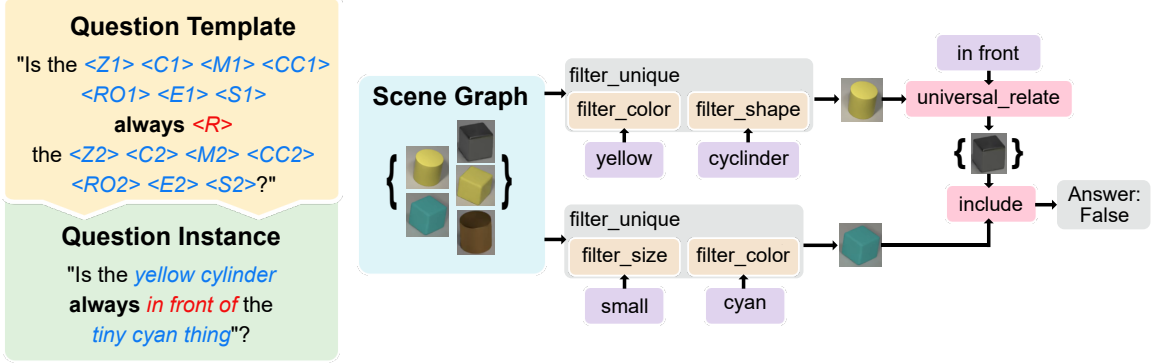 Question Template
"Is the <Z1> <C1> <M1> <CC1>
<RO1> <E1> <S1>
always <R>
the <Z2> <C2> <M2> <CC2>
<RO2> <E2> <S2>?"
Question Instance
"Is the yellow cylinder
always in front of the
tiny cyan thing"?
Scene Graph
{ }
filter_unique
filter_color
filter_shape
yellow
cyclinder
filter_unique
filter_size
filter_color
small
cyan
in front
universal_relate
{ }
include
Answer:
False